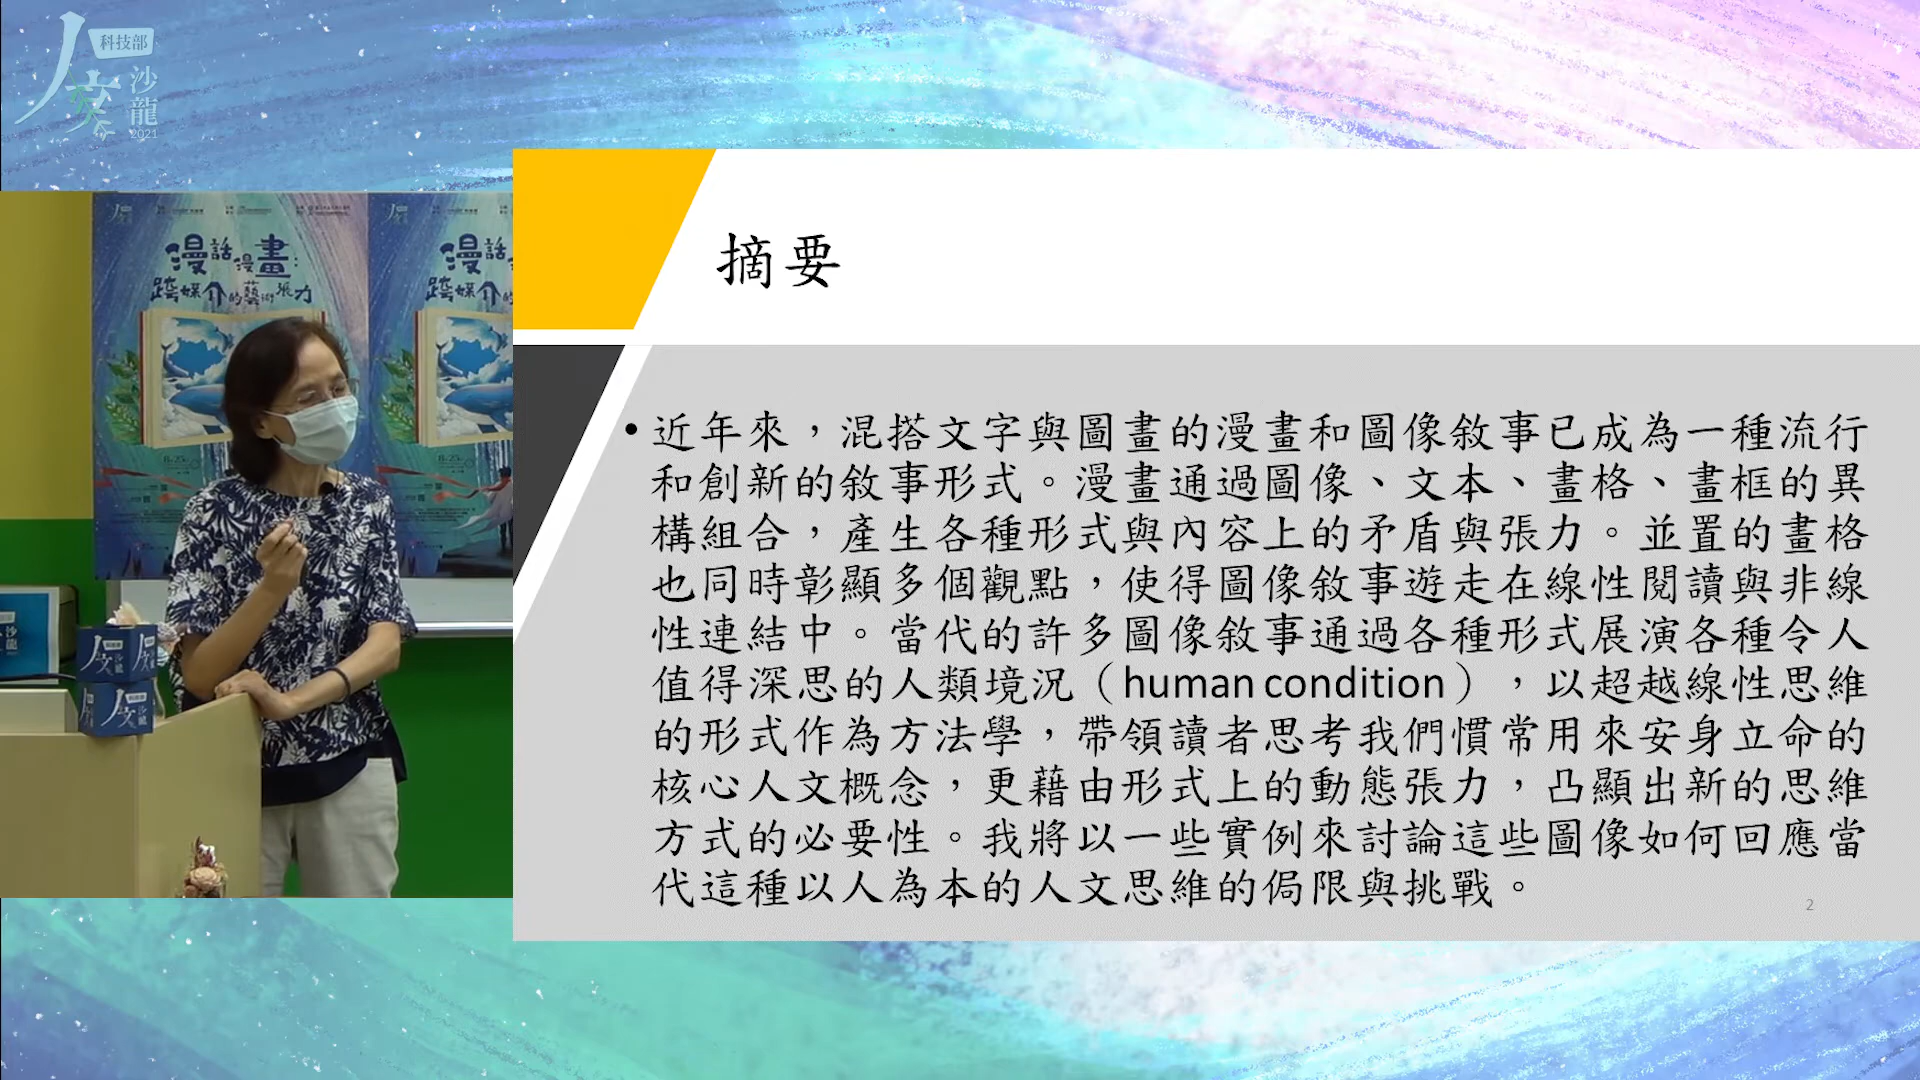 科技部
人文
沙龍
2021
漫話漫畫:
跨媒介的藝術張力
漫話
跨媒介的
人文
沙龍
摘要
• 近年來，混搭文字與圖畫的漫畫和圖像敘事已成為一種流行
和創新的敘事形式。漫畫通過圖像、文本、畫格、畫框的異
構組合，產生各種形式與內容上的矛盾與張力。並置的畫格
也同時彰顯多個觀點，使得圖像敘事遊走在線性閱讀與非線
性連結中。當代的許多圖像敘事通過各種形式展演各種令人
值得深思的人類境況（human condition），以超越線性思維
的形式作為方法學，帶領讀者思考我們慣常用來安身立命的
核心人文概念，更藉由形式上的動態張力，凸顯出新的思維
方式的必要性。我將以一些實例來討論這些圖像如何回應當
代這種以人為本的人文思維的侷限與挑戰。
2